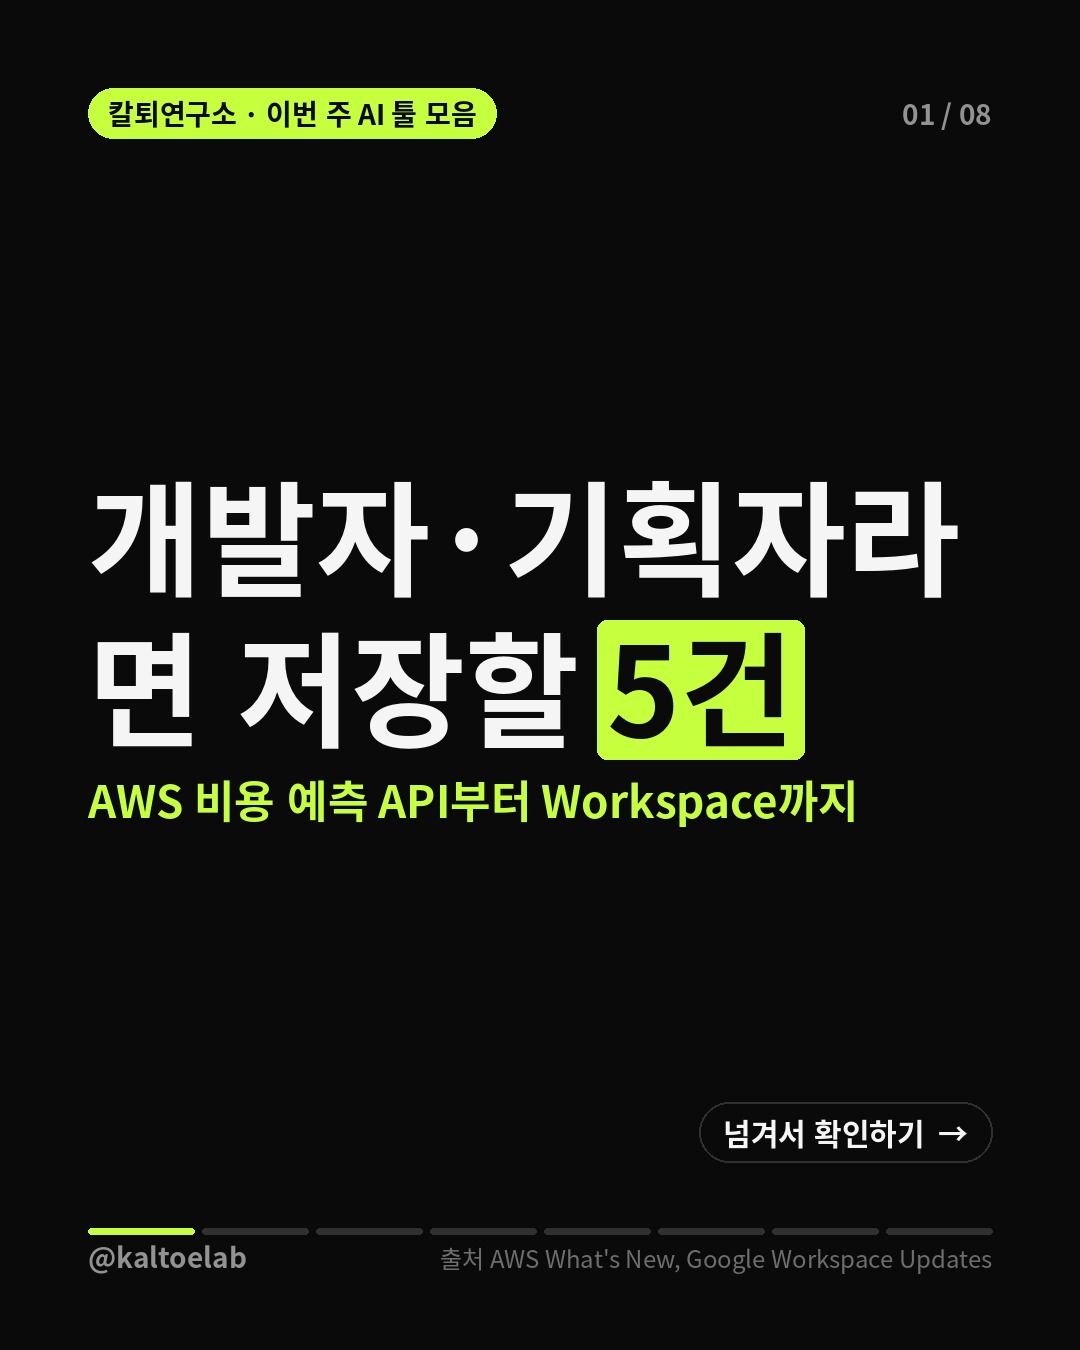 칼퇴연구소 · 이번 주 AI 툴 모음
01 / 08
개발자·기획자라
면 저장할 5건
AWS 비용 예측 API부터 Workspace까지
넘겨서 확인하기 →
@kaltoelab
출처 AWS What's New, Google Workspace Updates